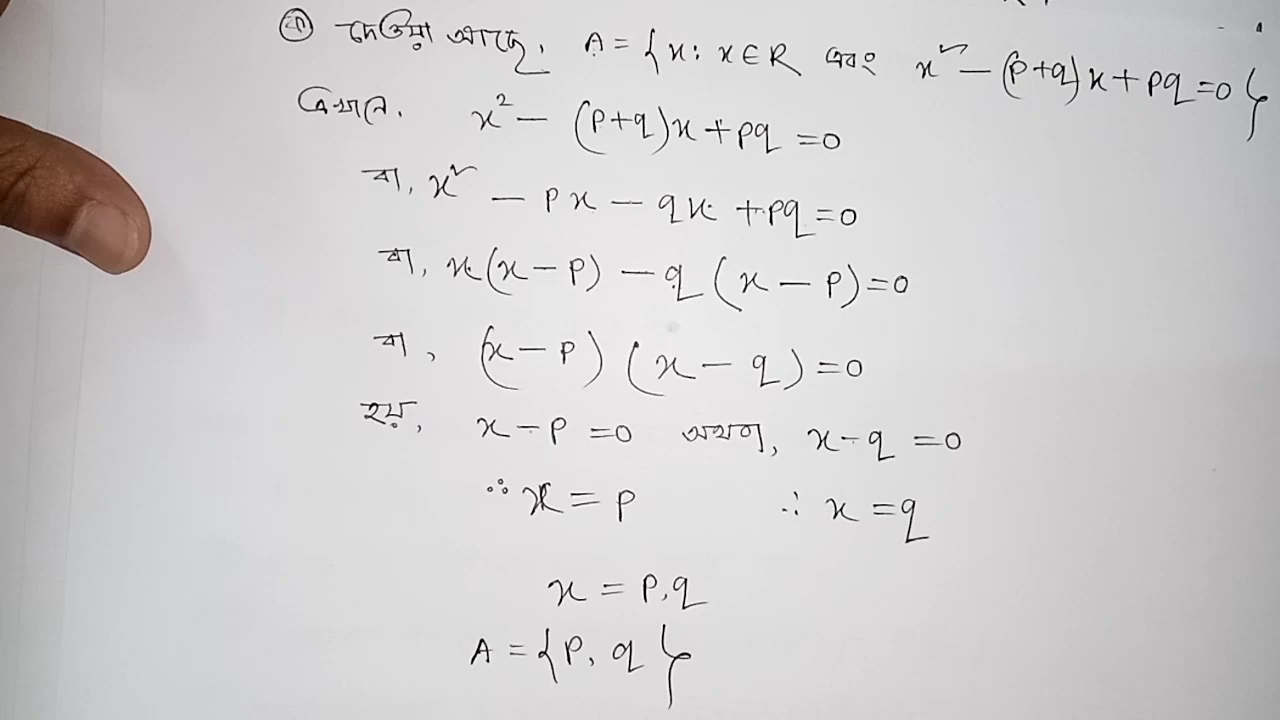 ক দেওয়া আছে, A = {x : x ∈ R এবং x² − (p+q)x + pq = 0}
এখানে, x² − (p+q)x + pq = 0
বা, x² − px − qx + pq = 0
বা, x(x − p) − q(x − p) = 0
বা, (x − p)(x − q) = 0
হয়, x − p = 0 অথবা, x − q = 0
∴ x = p ∴ x = q
x = p, q
A = {p, q}